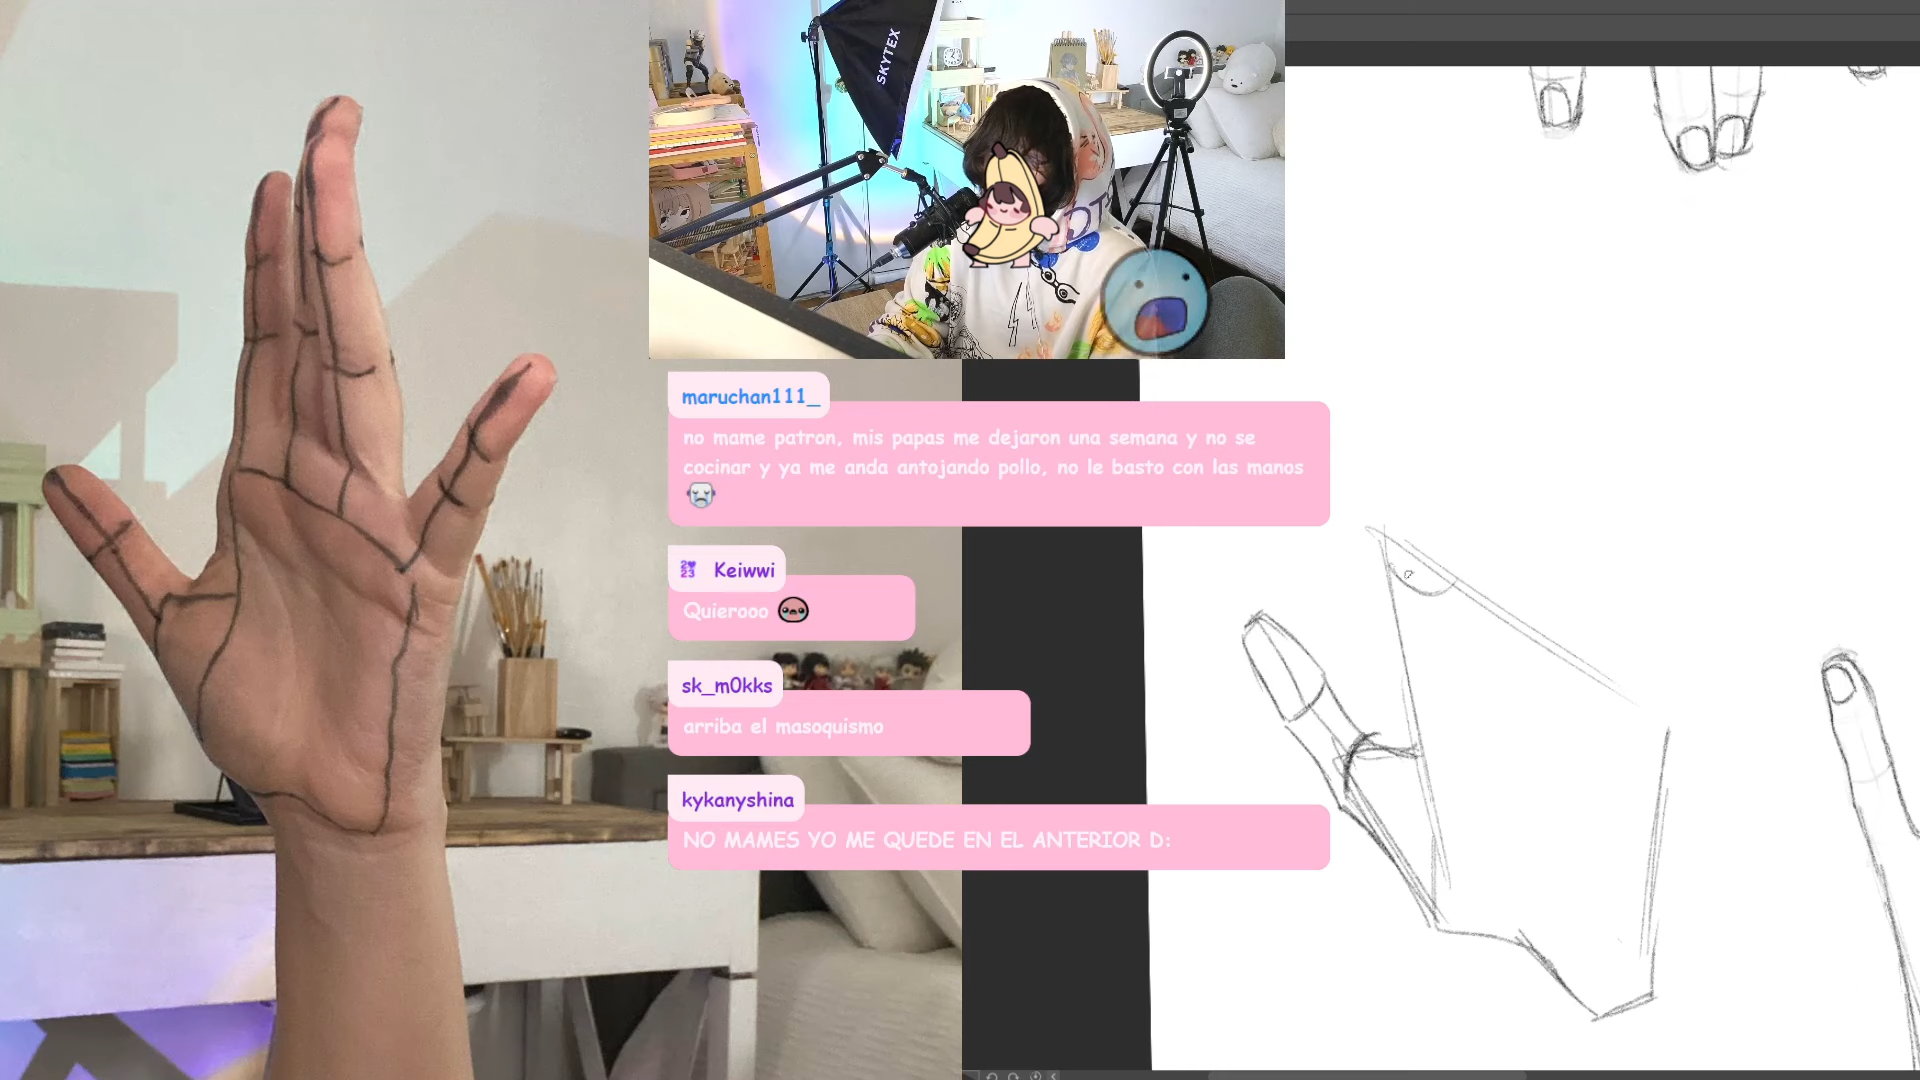 SKYTEX
maruchan111_
no mame patron, mis papas me dejaron una semana y no se
cocinar y ya me anda antojando pollo, no le basto con las manos
Keiwwi
Quierooo
sk_m0kks
arriba el masoquismo
kykanyshina
NO MAMES YO ME QUEDE EN EL ANTERIOR D: